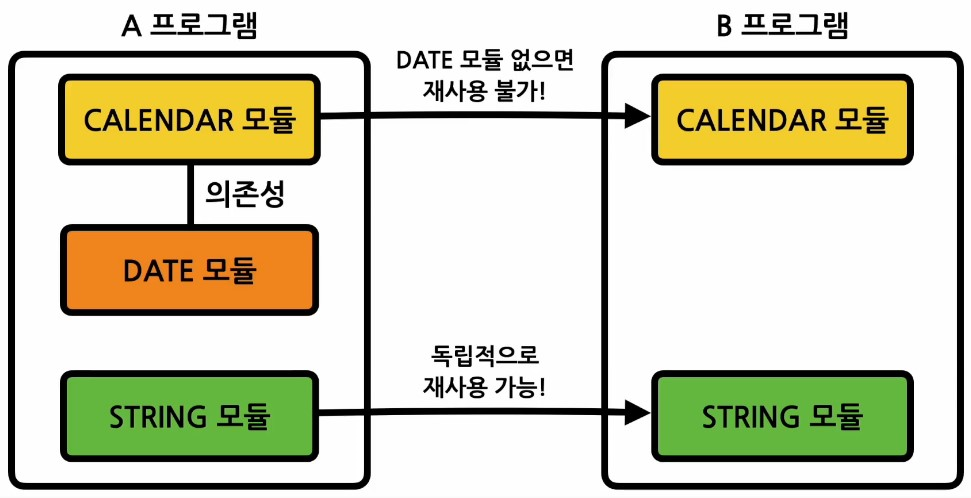 A 프로그램
B 프로그램
DATE 모듈 없으면
재사용 불가!
CALENDAR 모듈
CALENDAR 모듈
의존성
DATE 모듈
독립적으로
재사용 가능!
STRING 모듈
STRING 모듈